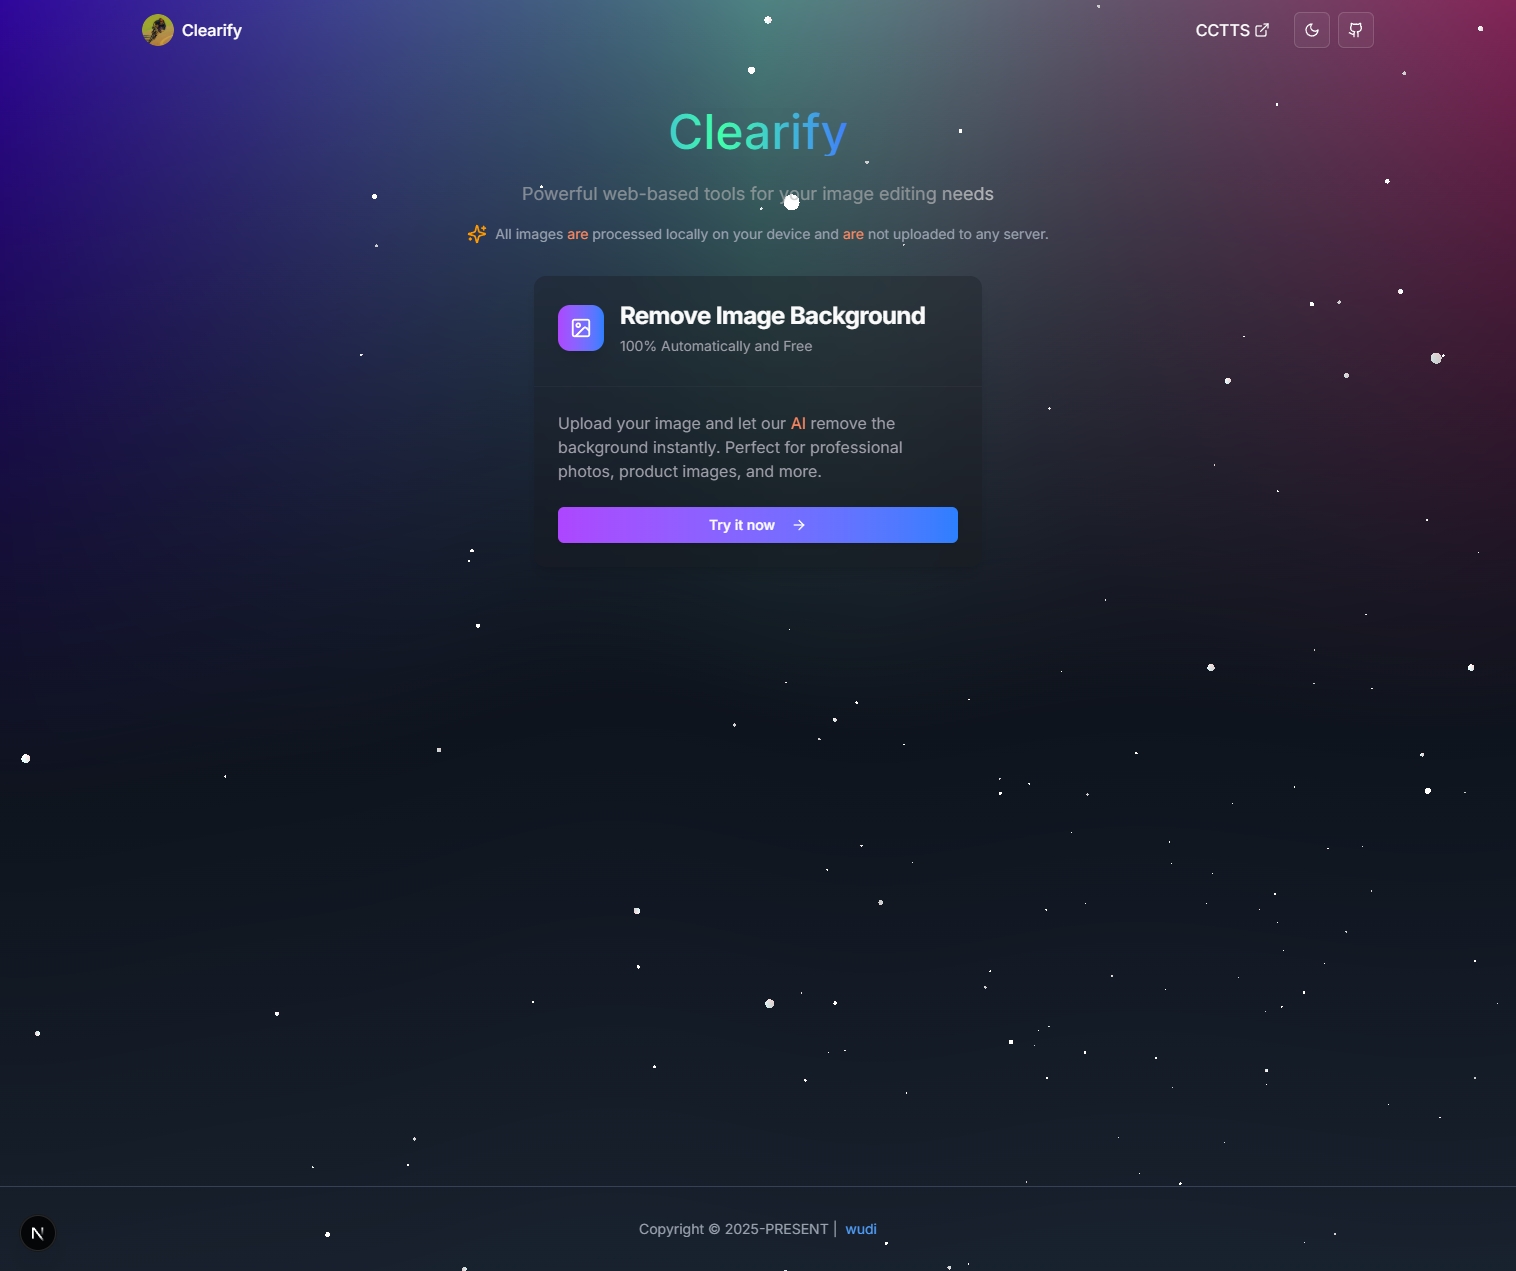 Clearify
CCTTS
Clearify
Powerful web-based tools for your image editing needs
All images are processed locally on your device and are not uploaded to any server.
Remove Image Background
100% Automatically and Free
Upload your image and let our AI remove the
background instantly. Perfect for professional
photos, product images, and more.
Try it now
N
Copyright © 2025-PRESENT | wudi